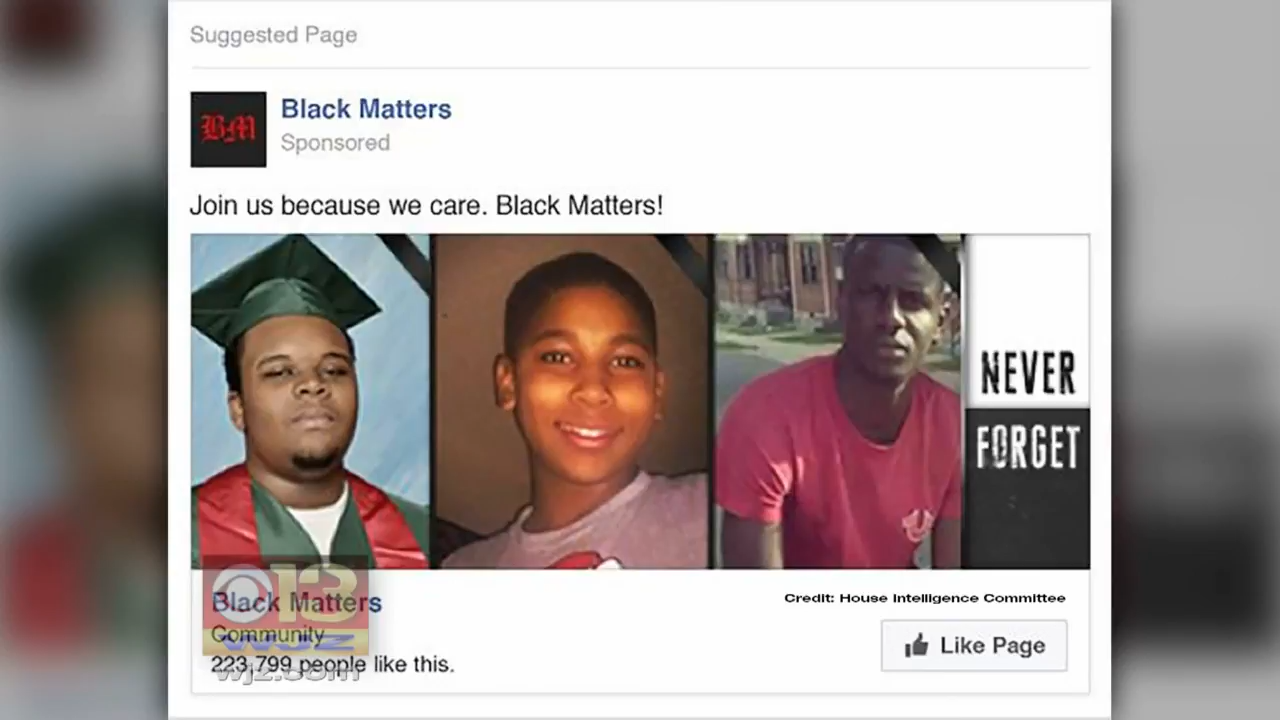 Suggested Page
BM
Black Matters
Sponsored
Join us because we care. Black Matters!
NEVER
FORGET
CBS 13
Black Matters
Credit: House Intelligence Committee
Community
WJZ
Like Page
223,799 people like this.
wjz.com